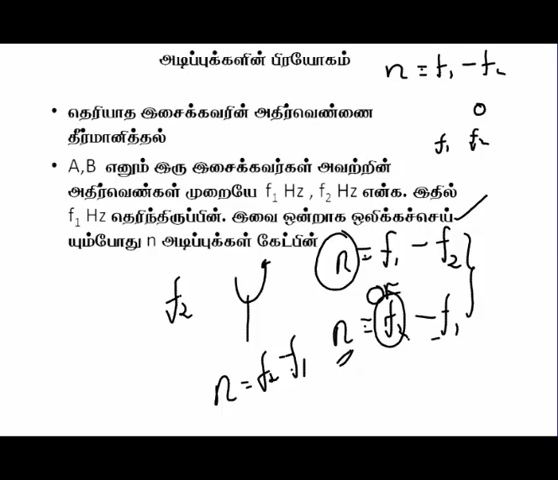 அடிப்புக்களின் பிரயோகம்
n = f₁ - f₂
• தெரியாத இசைக்கவரின் அதிர்வெண்ணை
தீர்மானித்தல்
f₁ f₂
• A,B எனும் இரு இசைக்கவர்கள் அவற்றின்
அதிர்வெண்கள் முறையே f₁ Hz , f₂ Hz என்க. இதில்
f₁ Hz தெரிந்திருப்பின். இவை ஒன்றாக ஒலிக்கச்செய்
யும்போது n அடிப்புக்கள் கேட்பின்
n = f₁ - f₂
f₂
or
n = f₂ - f₁
n = f₂ - f₁